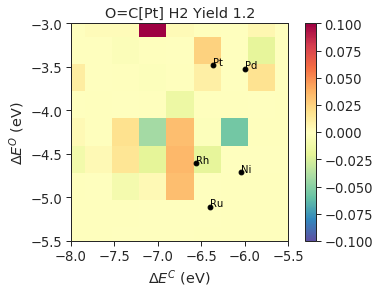 O=C[Pt] H2 Yield 1.2
−3.0
−3.5
−4.0
−4.5
−5.0
−5.5
ΔE^O (eV)
Pt
Pd
Rh
Ni
Ru
−8.0 −7.5 −7.0 −6.5 −6.0 −5.5
ΔE^C (eV)
0.100
0.075
0.050
0.025
0.000
−0.025
−0.050
−0.075
−0.100